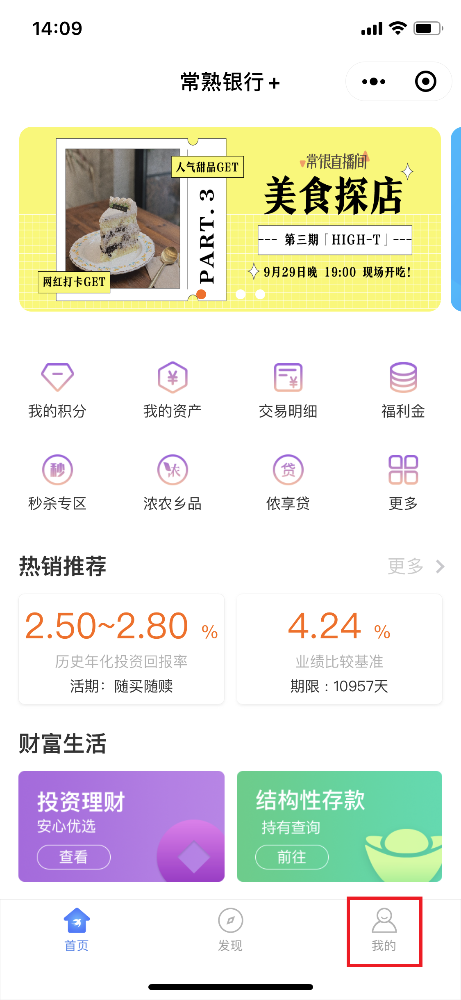 14:09
常熟银行+
人气甜品GET
PART.3
网红打卡GET
常银直播间
美食探店
--- 第三期「HIGH-T」---
9月29日晚 19:00 现场开吃!
我的积分 我的资产 交易明细 福利金
秒 浓 贷
秒杀专区 浓农乡品 侬享贷 更多
热销推荐 更多
2.50~2.80 % 4.24 %
历史年化投资回报率 业绩比较基准
活期：随买随赎 期限：10957天
财富生活
投资理财 结构性存款
安心优选 持有查询
查看 前往
首页 发现 我的